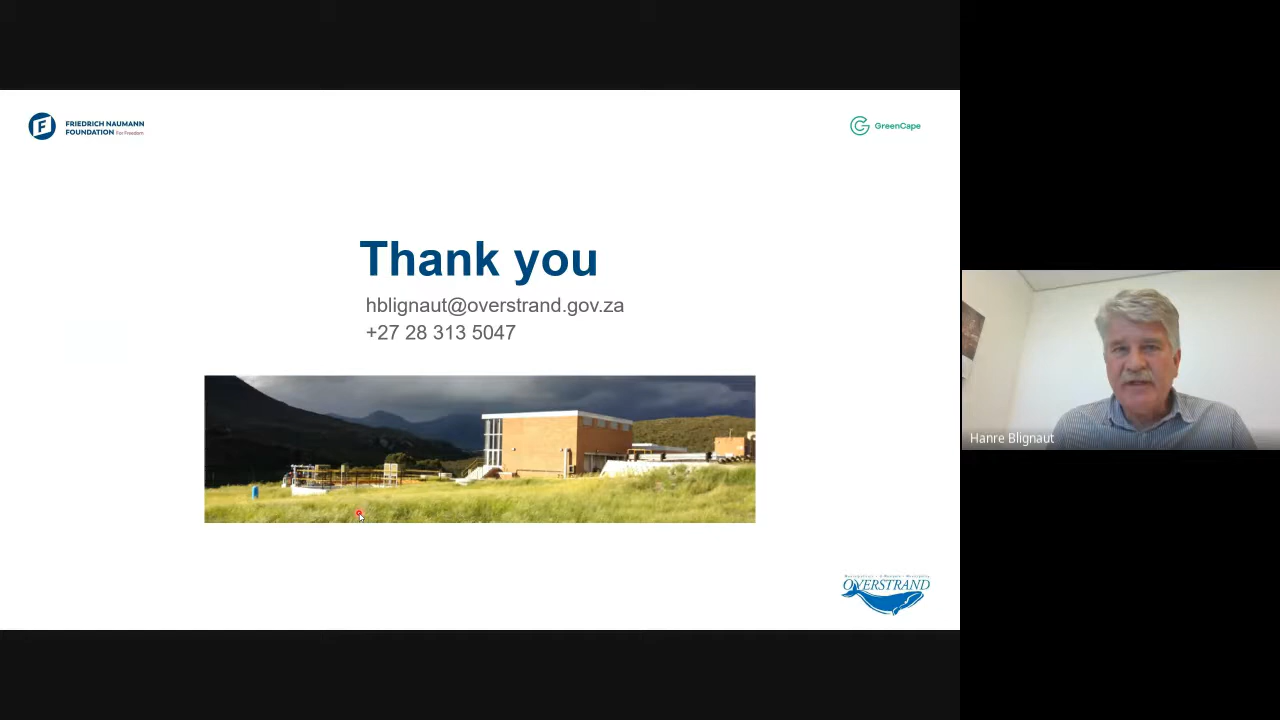 FRIEDRICH NAUMANN
FOUNDATION For Freedom.
GreenCape
Thank you
hblignaut@overstrand.gov.za
+27 28 313 5047
Hanre Blignaut
OVERSTRAND